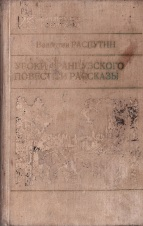 Валентин РАСПУТИН
УРОКИ ФРАНЦУЗСКОГО
ПОВЕСТИ И РАССКАЗЫ